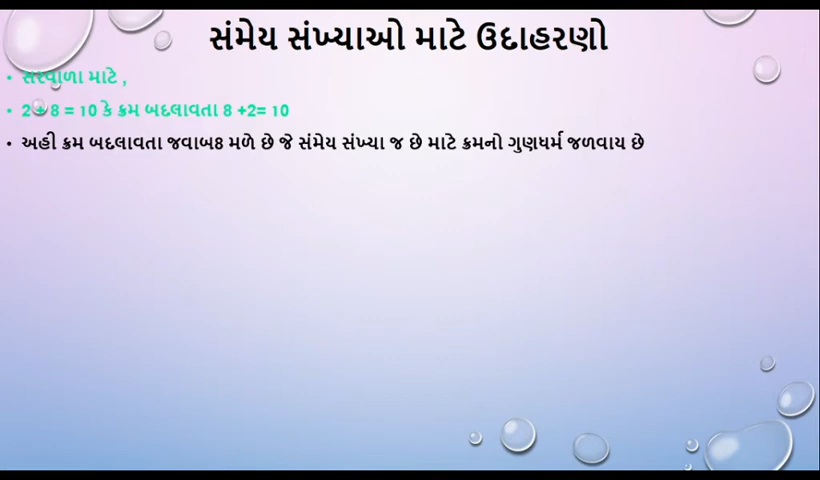 સંમેય સંખ્યાઓ માટે ઉદાહરણો
• સરવાળા માટે ,
• 2 + 8 = 10 કે ક્રમ બદલાવતા 8 +2= 10
• અહી ક્રમ બદલાવતા જવાબ8 મળે છે જે સંમેય સંખ્યા જ છે માટે ક્રમનો ગુણધર્મ જળવાય છે